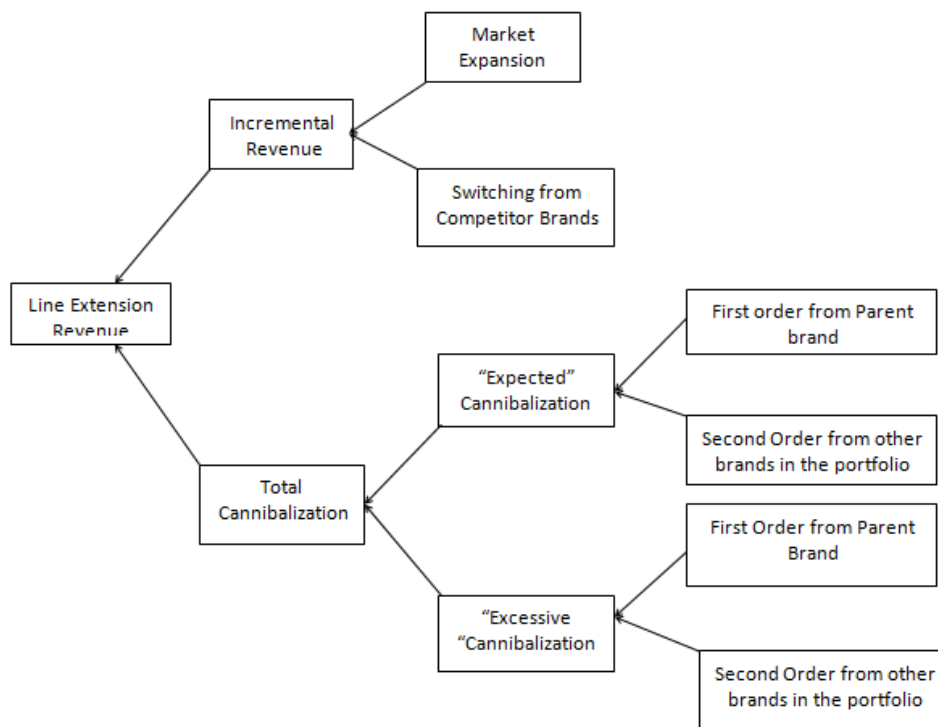 Market
Expansion
Incremental
Revenue
Switching from
Competitor Brands
Line Extension
Revenue
First order from Parent
brand
"Expected"
Cannibalization
Second Order from other
brands in the portfolio
Total
Cannibalization
First Order from Parent
Brand
"Excessive
"Cannibalization
Second Order from other
brands in the portfolio